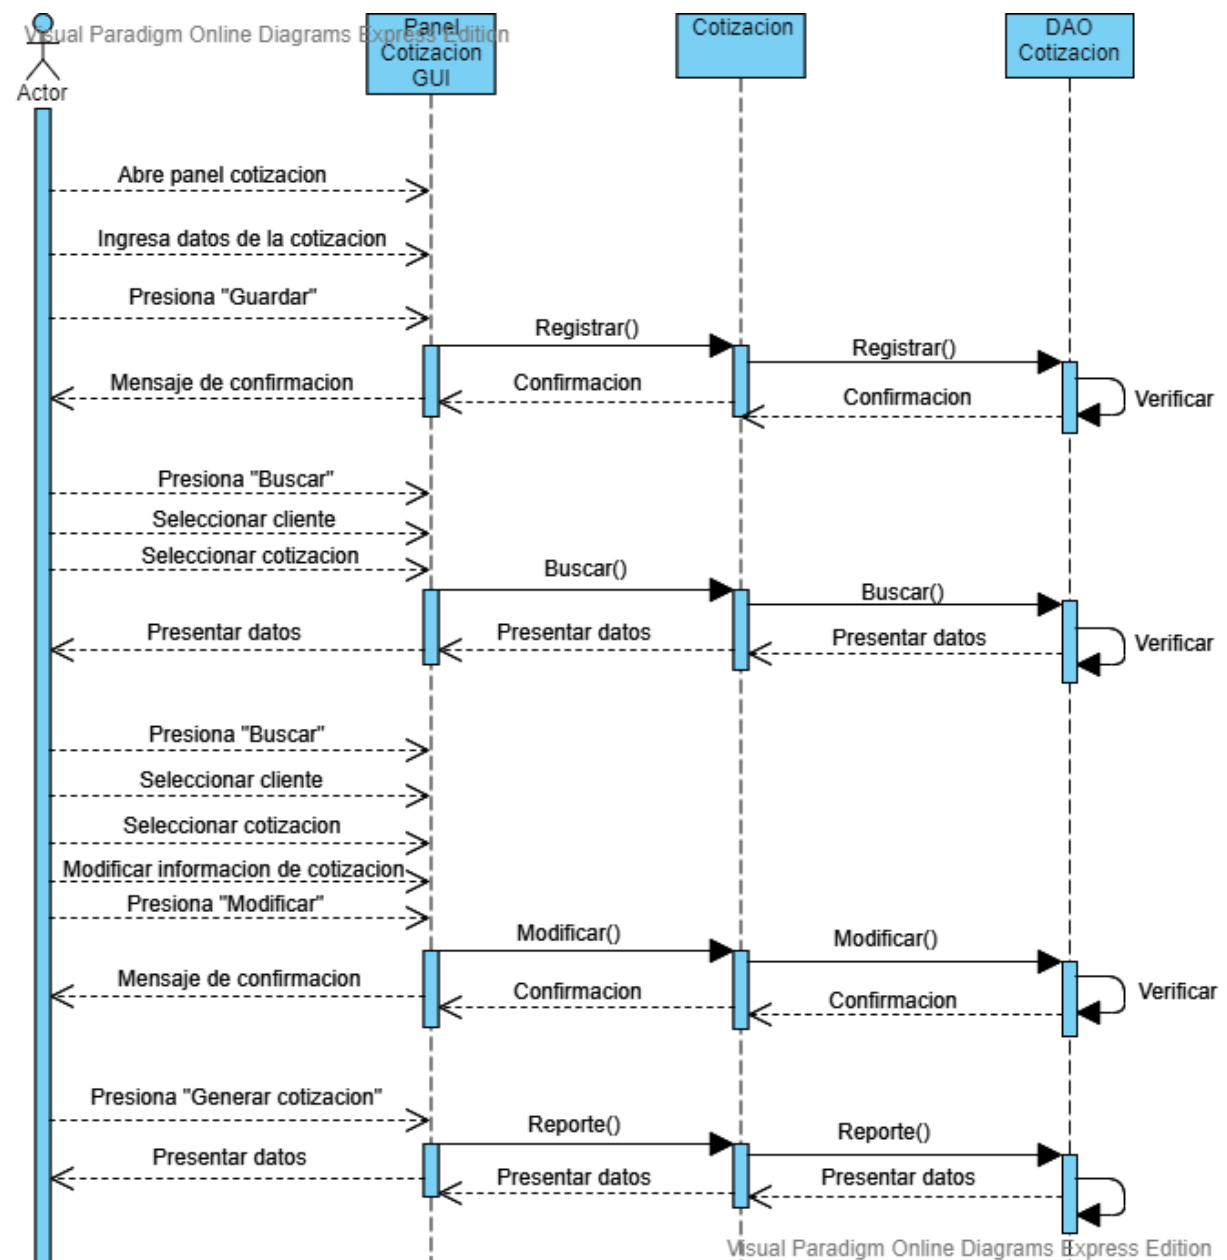 Visual Paradigm Online Diagrams Express Edition
Actor
Panel
Cotizacion
GUI
Cotizacion
DAO
Cotizacion
Abre panel cotizacion
Ingresa datos de la cotizacion
Presiona "Guardar"
Registrar()
Registrar()
Mensaje de confirmacion
Confirmacion
Confirmacion
Verificar
Presiona "Buscar"
Seleccionar cliente
Seleccionar cotizacion
Buscar()
Buscar()
Presentar datos
Presentar datos
Presentar datos
Verificar
Presiona "Buscar"
Seleccionar cliente
Seleccionar cotizacion
Modificar informacion de cotizacion
Presiona "Modificar"
Modificar()
Modificar()
Mensaje de confirmacion
Confirmacion
Confirmacion
Verificar
Presiona "Generar cotizacion"
Reporte()
Reporte()
Presentar datos
Presentar datos
Presentar datos
Visual Paradigm Online Diagrams Express Edition